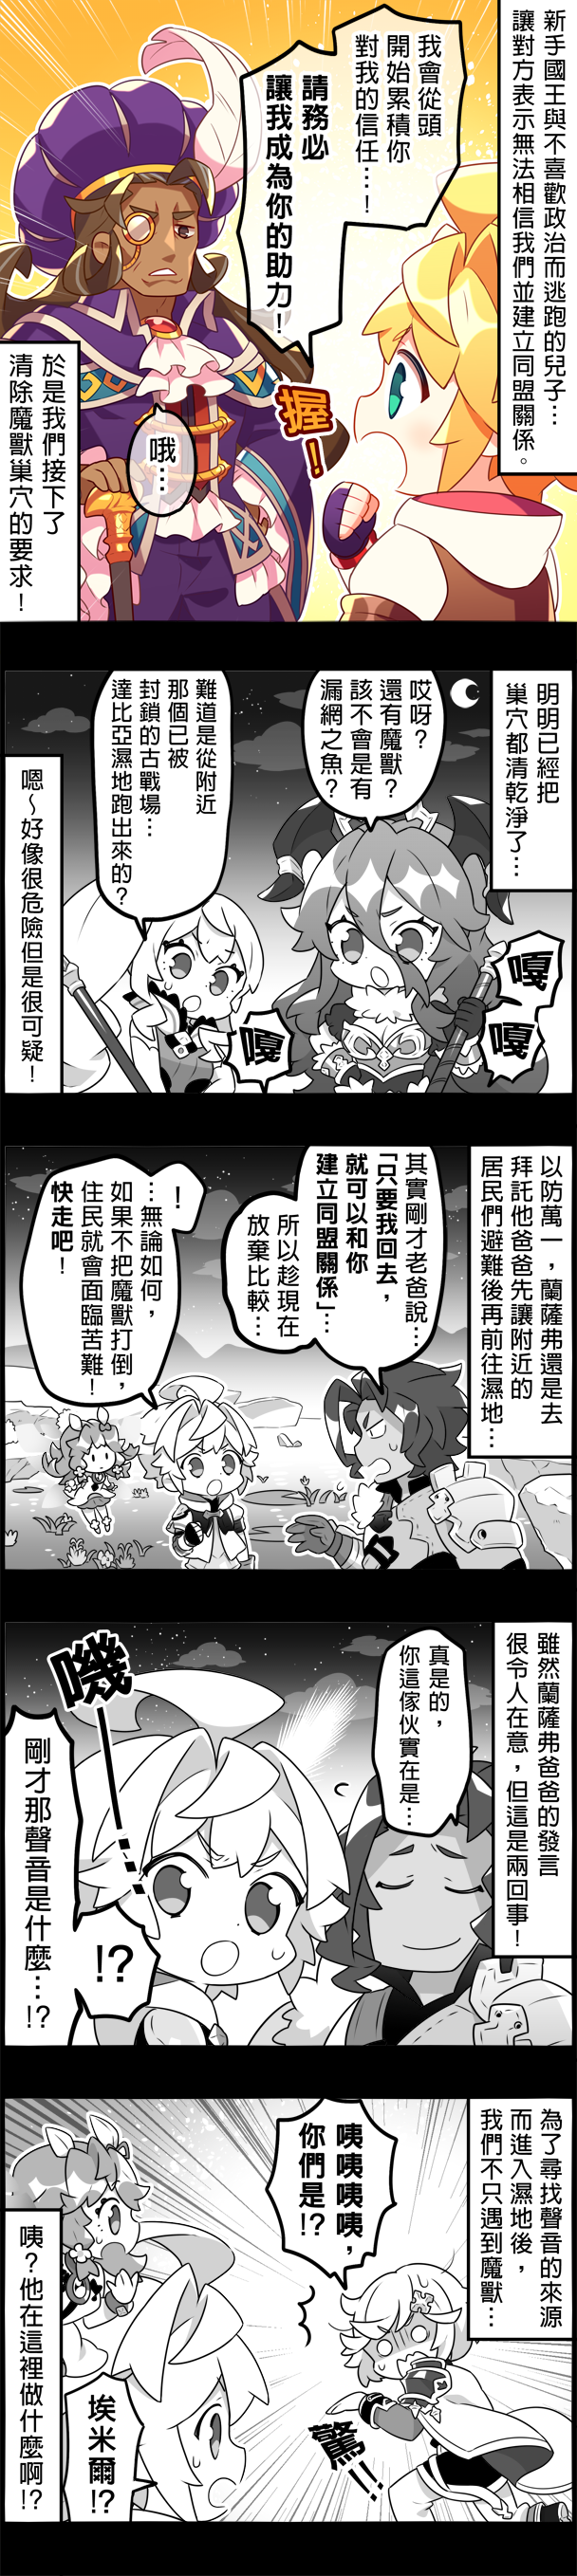 新手國王與不喜歡政治而逃跑的兒子…
讓對方表示無法相信我們並建立同盟關係。
我會從頭
開始累積你
對我的信任…！
請務必
讓我成為你的助力！
握！
哦…
於是我們接下了
清除魔獸巢穴的要求！
明明已經把
巢穴都清乾淨了…
哎呀？
還有魔獸？
該不會是有
漏網之魚？
嘎
嘎
嘎
難道是從附近
那個已被
封鎖的古戰場…
達比亞濕地跑出來的？
嗯～好像很危險但是很可疑！
以防萬一，蘭薩弗還是去
拜託他爸爸先讓附近的
居民們避難後再前往濕地…
其實剛才老爸說…
「只要我回去，
就可以和你
建立同盟關係」…
所以趁現在
放棄比較…
！
…無論如何，
如果不把魔獸打倒，
住民就會面臨苦難！
快走吧！
雖然蘭薩弗爸爸的發言
很令人在意，但這是兩回事！
真是的，
你這傢伙實在是…
嘰－－…
!?
剛才那聲音是什麼…!?
為了尋找聲音的來源
而進入濕地後，
我們不只遇到魔獸…
咦咦咦咦，
你們是!?
驚!!
埃米爾!?
咦？他在這裡做什麼啊!?